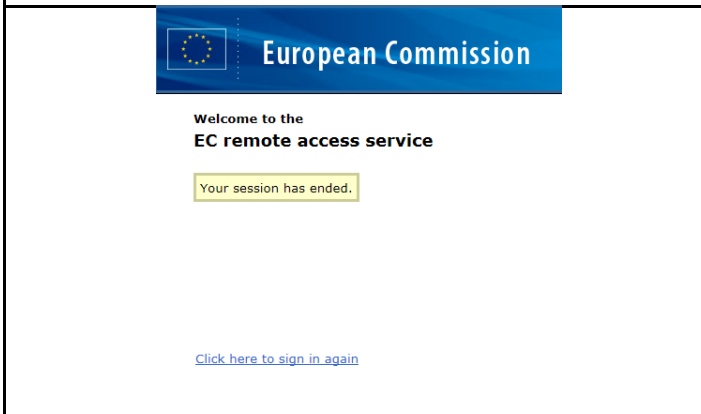 European Commission
Welcome to the
EC remote access service
Your session has ended.
Click here to sign in again